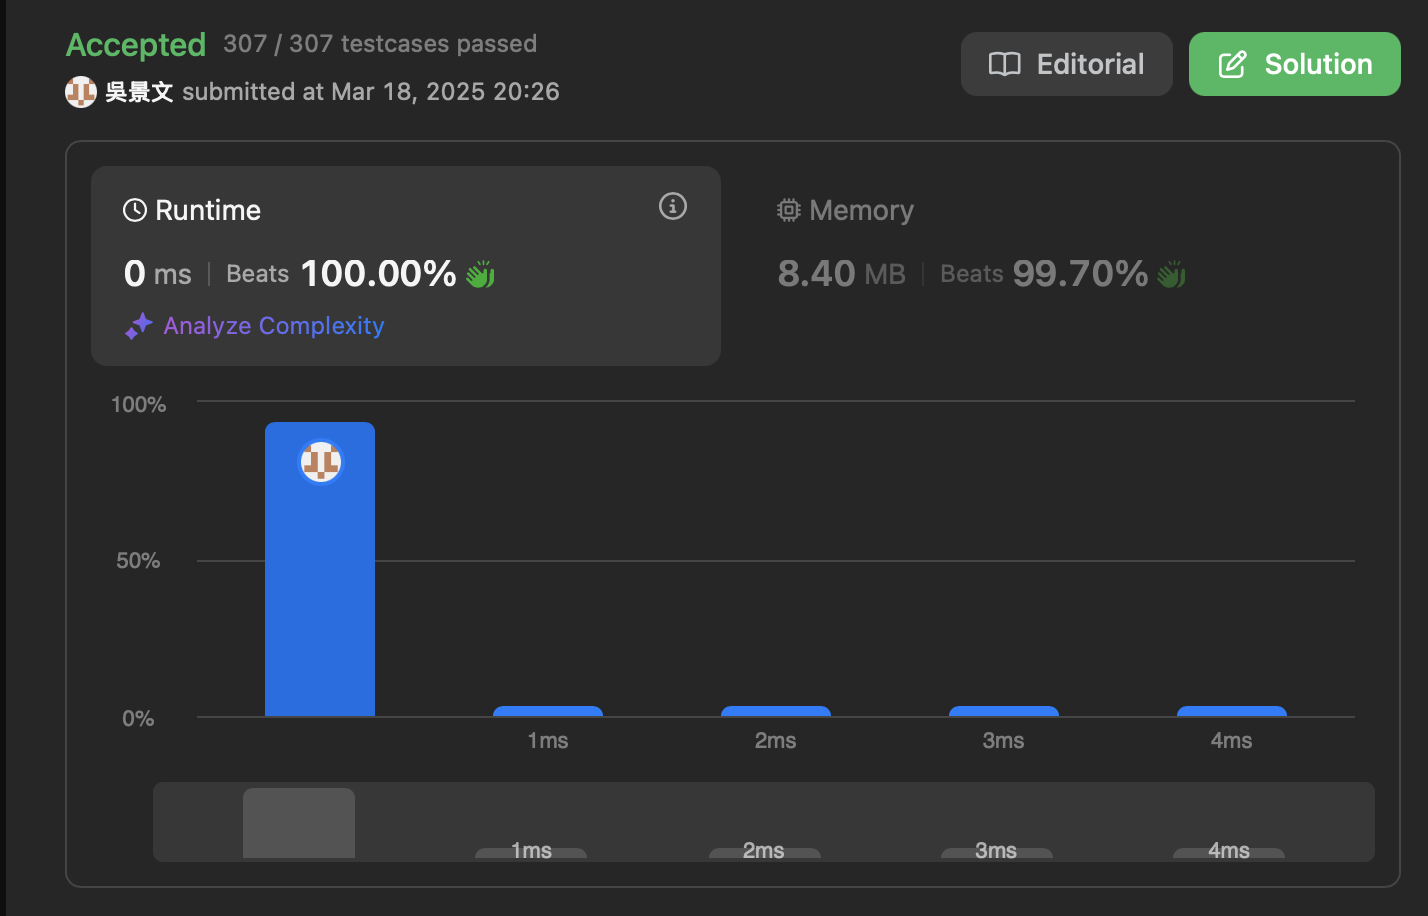 Accepted 307 / 307 testcases passed
吳景文 submitted at Mar 18, 2025 20:26
Editorial
Solution
Runtime
0 ms | Beats 100.00%
Analyze Complexity
Memory
8.40 MB | Beats 99.70%
100%
50%
0%
1ms 2ms 3ms 4ms
1ms 2ms 3ms 4ms